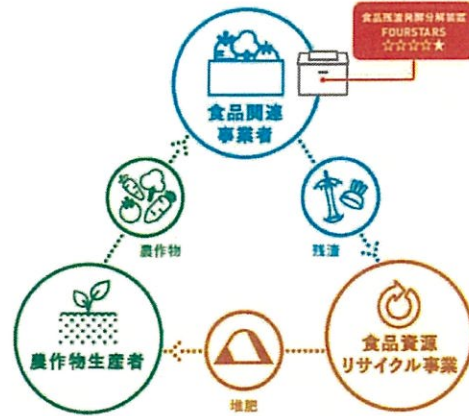 食品残渣発酵分解装置
FOURSTARS
☆☆☆☆★
食品関連
事業者
農作物
残渣
農作物生産者
堆肥
食品資源
リサイクル事業